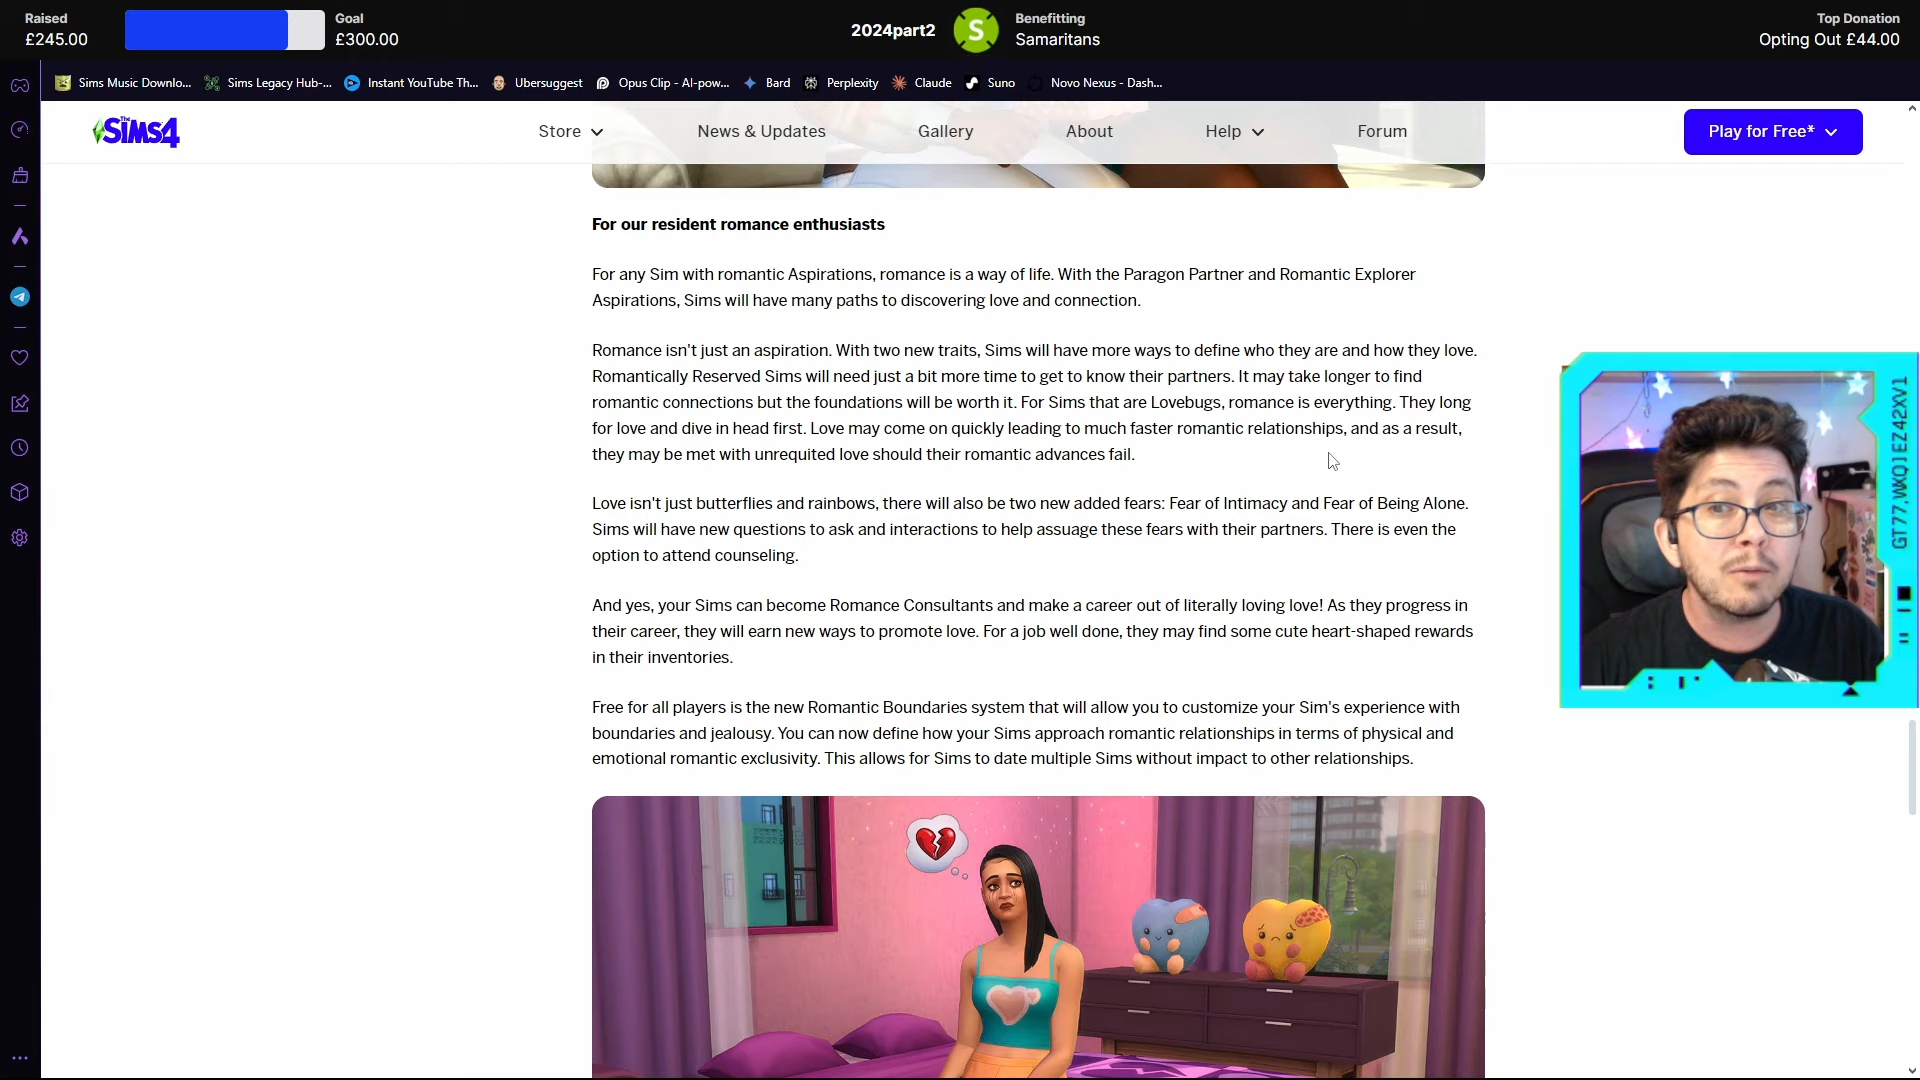 Raised
£245.00
Goal
£300.00
2024part2
S
Benefitting
Samaritans
Top Donation
Opting Out £44.00
Sims Music Downlo...
Sims Legacy Hub-...
Instant YouTube Th...
Ubersuggest
Opus Clip - AI-pow...
Bard
Perplexity
Claude
Suno
Novo Nexus - Dash...
The SiMS4
Store
News & Updates
Gallery
About
Help
Forum
Play for Free*
For our resident romance enthusiasts
For any Sim with romantic Aspirations, romance is a way of life. With the Paragon Partner and Romantic Explorer
Aspirations, Sims will have many paths to discovering love and connection.
Romance isn't just an aspiration. With two new traits, Sims will have more ways to define who they are and how they love.
Romantically Reserved Sims will need just a bit more time to get to know their partners. It may take longer to find
romantic connections but the foundations will be worth it. For Sims that are Lovebugs, romance is everything. They long
for love and dive in head first. Love may come on quickly leading to much faster romantic relationships, and as a result,
they may be met with unrequited love should their romantic advances fail.
Love isn't just butterflies and rainbows, there will also be two new added fears: Fear of Intimacy and Fear of Being Alone.
Sims will have new questions to ask and interactions to help assuage these fears with their partners. There is even the
option to attend counseling.
And yes, your Sims can become Romance Consultants and make a career out of literally loving love! As they progress in
their career, they will earn new ways to promote love. For a job well done, they may find some cute heart-shaped rewards
in their inventories.
Free for all players is the new Romantic Boundaries system that will allow you to customize your Sim's experience with
boundaries and jealousy. You can now define how your Sims approach romantic relationships in terms of physical and
emotional romantic exclusivity. This allows for Sims to date multiple Sims without impact to other relationships.